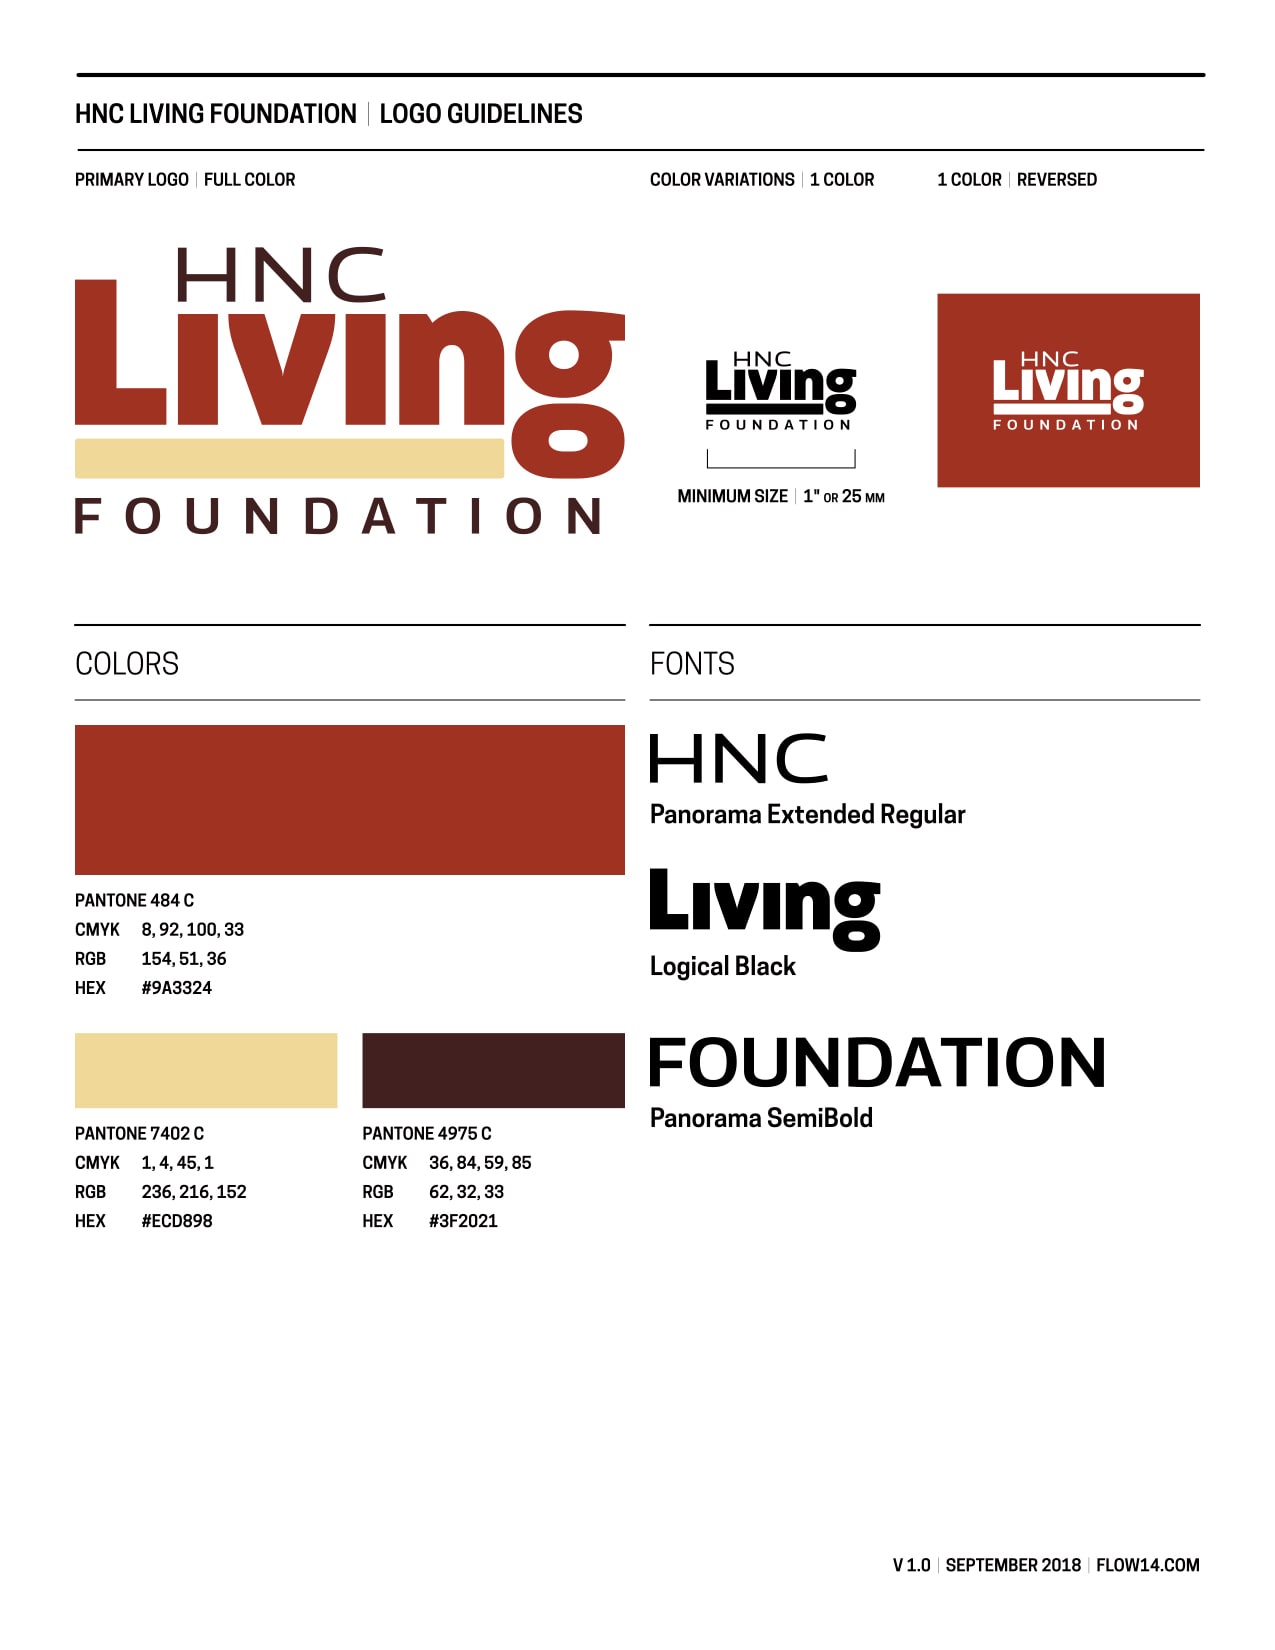 HNC LIVING FOUNDATION | LOGO GUIDELINES
PRIMARY LOGO | FULL COLOR
HNC
Living
FOUNDATION
COLOR VARIATIONS | 1 COLOR
HNC
Living
FOUNDATION
MINIMUM SIZE | 1" OR 25 MM
1 COLOR | REVERSED
HNC
Living
FOUNDATION
COLORS
PANTONE 484 C
CMYK 8, 92, 100, 33
RGB 154, 51, 36
HEX #9A3324
PANTONE 7402 C
CMYK 1, 4, 45, 1
RGB 236, 216, 152
HEX #ECD898
PANTONE 4975 C
CMYK 36, 84, 59, 85
RGB 62, 32, 33
HEX #3F2021
FONTS
HNC
Panorama Extended Regular
Living
Logical Black
FOUNDATION
Panorama SemiBold
V 1.0 | SEPTEMBER 2018 | FLOW14.COM